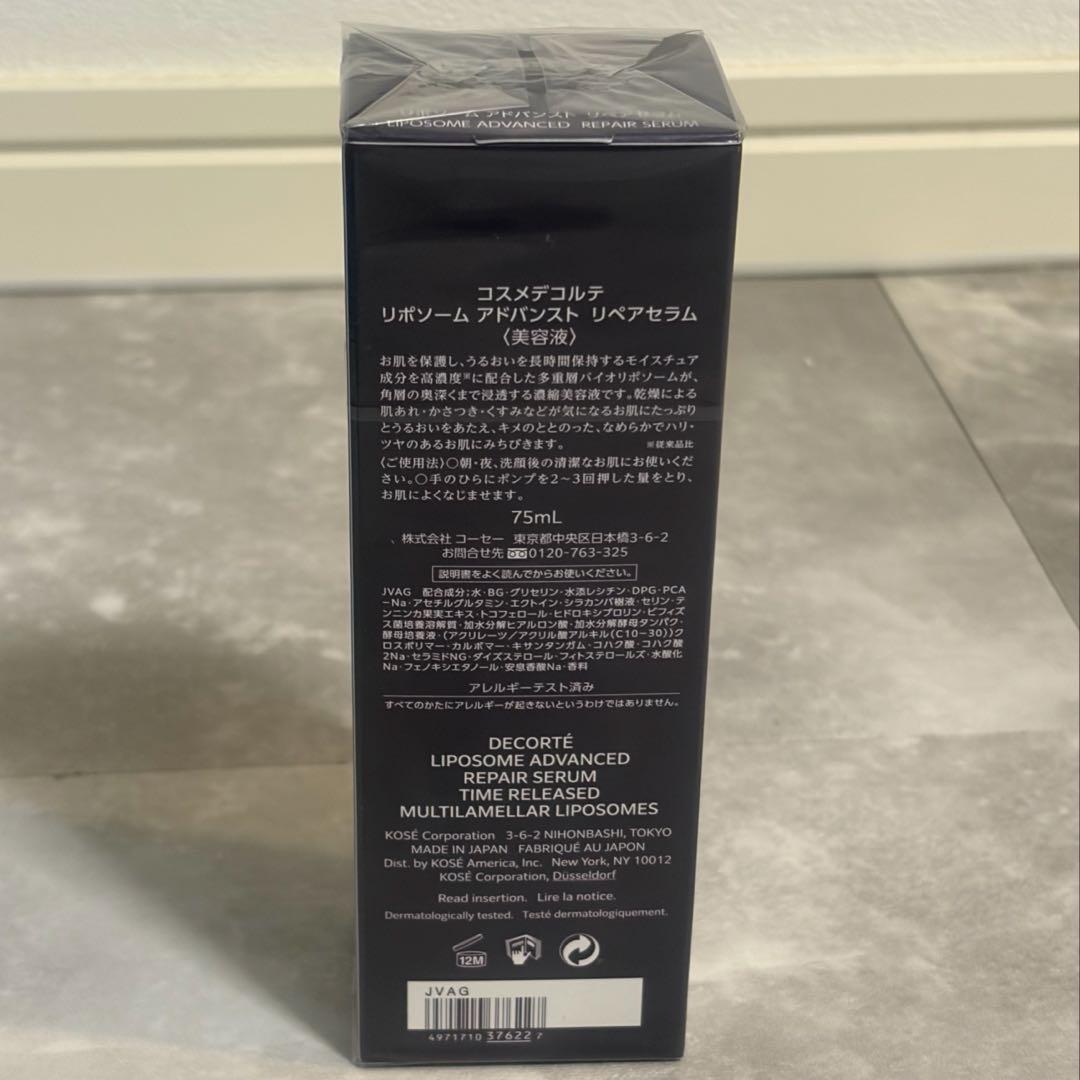 リポソーム アドバンスト リペアセラム
LIPOSOME ADVANCED REPAIR SERUM
コスメデコルテ
リポソーム アドバンスト リペアセラム
〈美容液〉
お肌を保護し、うるおいを長時間保持するモイスチュア
成分を高濃度※に配合した多重層バイオリポソームが、
角層の奥深くまで浸透する濃縮美容液です。乾燥による
肌あれ・かさつき・くすみなどが気になるお肌にたっぷり
とうるおいをあたえ、キメのととのった、なめらかでハリ・
ツヤのあるお肌にみちびきます。 ※従来品比
〈ご使用法〉○朝・夜、洗顔後の清潔なお肌にお使いくだ
さい。○手のひらにポンプを2〜3回押した量をとり、
お肌によくなじませます。
75mL
、株式会社 コーセー 東京都中央区日本橋3-6-2
お問合せ先 0120-763-325
説明書をよく読んでからお使いください。
JVAG 配合成分;水・BG・グリセリン・水添レシチン・DPG・PCA
-Na・アセチルグルタミン・エクトイン・シラカンバ樹液・セリン・テ
ンニンカ果実エキス・トコフェロール・ヒドロキシプロリン・ビフィズ
ス菌培養溶解質・加水分解ヒアルロン酸・加水分解酵母タンパク・
酵母培養液・(アクリレーツ/アクリル酸アルキル(C10-30))ク
ロスポリマー・カルボマー・キサンタンガム・コハク酸・コハク酸
2Na・セラミドNG・ダイズステロール・フィトステロールズ・水酸化
Na・フェノキシエタノール・安息香酸Na・香料
アレルギーテスト済み
すべてのかたにアレルギーが起きないというわけではありません。
DECORTÉ
LIPOSOME ADVANCED
REPAIR SERUM
TIME RELEASED
MULTILAMELLAR LIPOSOMES
KOSÉ Corporation 3-6-2 NIHONBASHI, TOKYO
MADE IN JAPAN FABRIQUÉ AU JAPON
Dist. by KOSÉ America, Inc. New York, NY 10012
KOSÉ Corporation, Düsseldorf
Read insertion. Lire la notice.
Dermatologically tested. Testé dermatologiquement.
12M
JVAG
4971710 37622 7